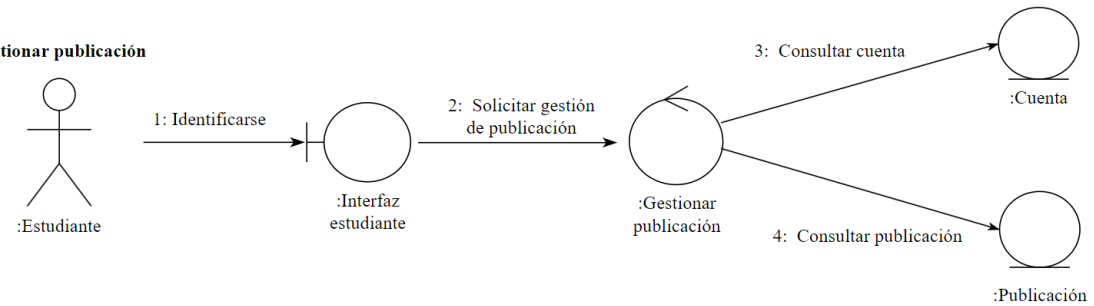 tionar publicación
1: Identificarse
:Estudiante
:Interfaz
estudiante
2: Solicitar gestión
de publicación
:Gestionar
publicación
3: Consultar cuenta
:Cuenta
4: Consultar publicación
:Publicación